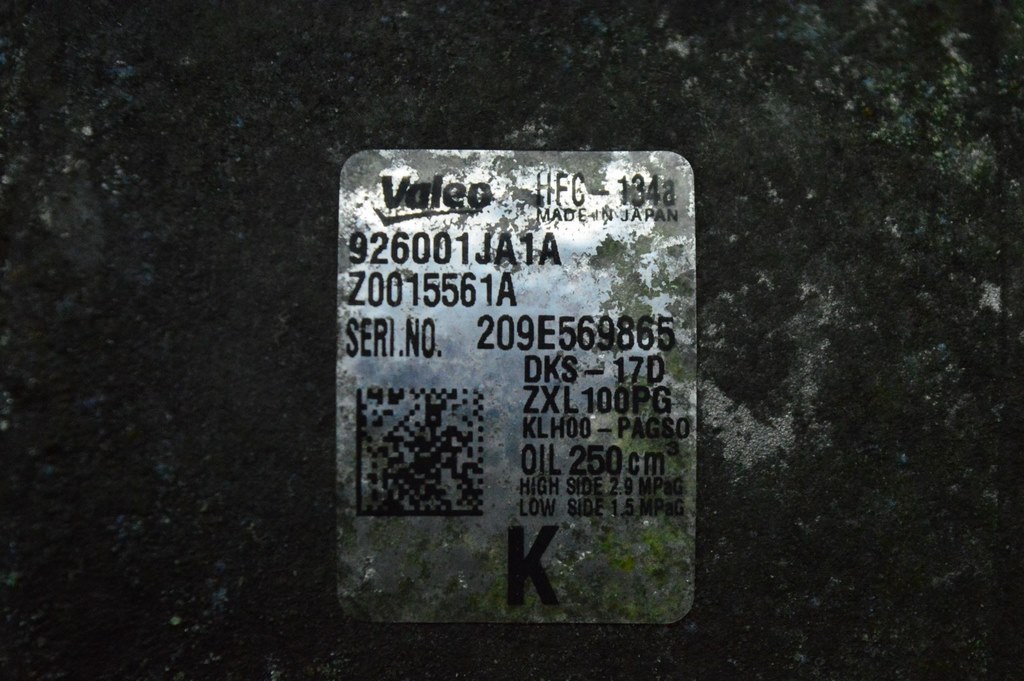 Valeo HFC-134a
MADE IN JAPAN
926001JA1A
Z0015561A
SERI.NO. 209E569865
DKS-17D
ZXL100PG
KLH00-PAGSO
OIL 250cm³
HIGH SIDE 2.9 MPaG
LOW SIDE 1.5 MPaG
K